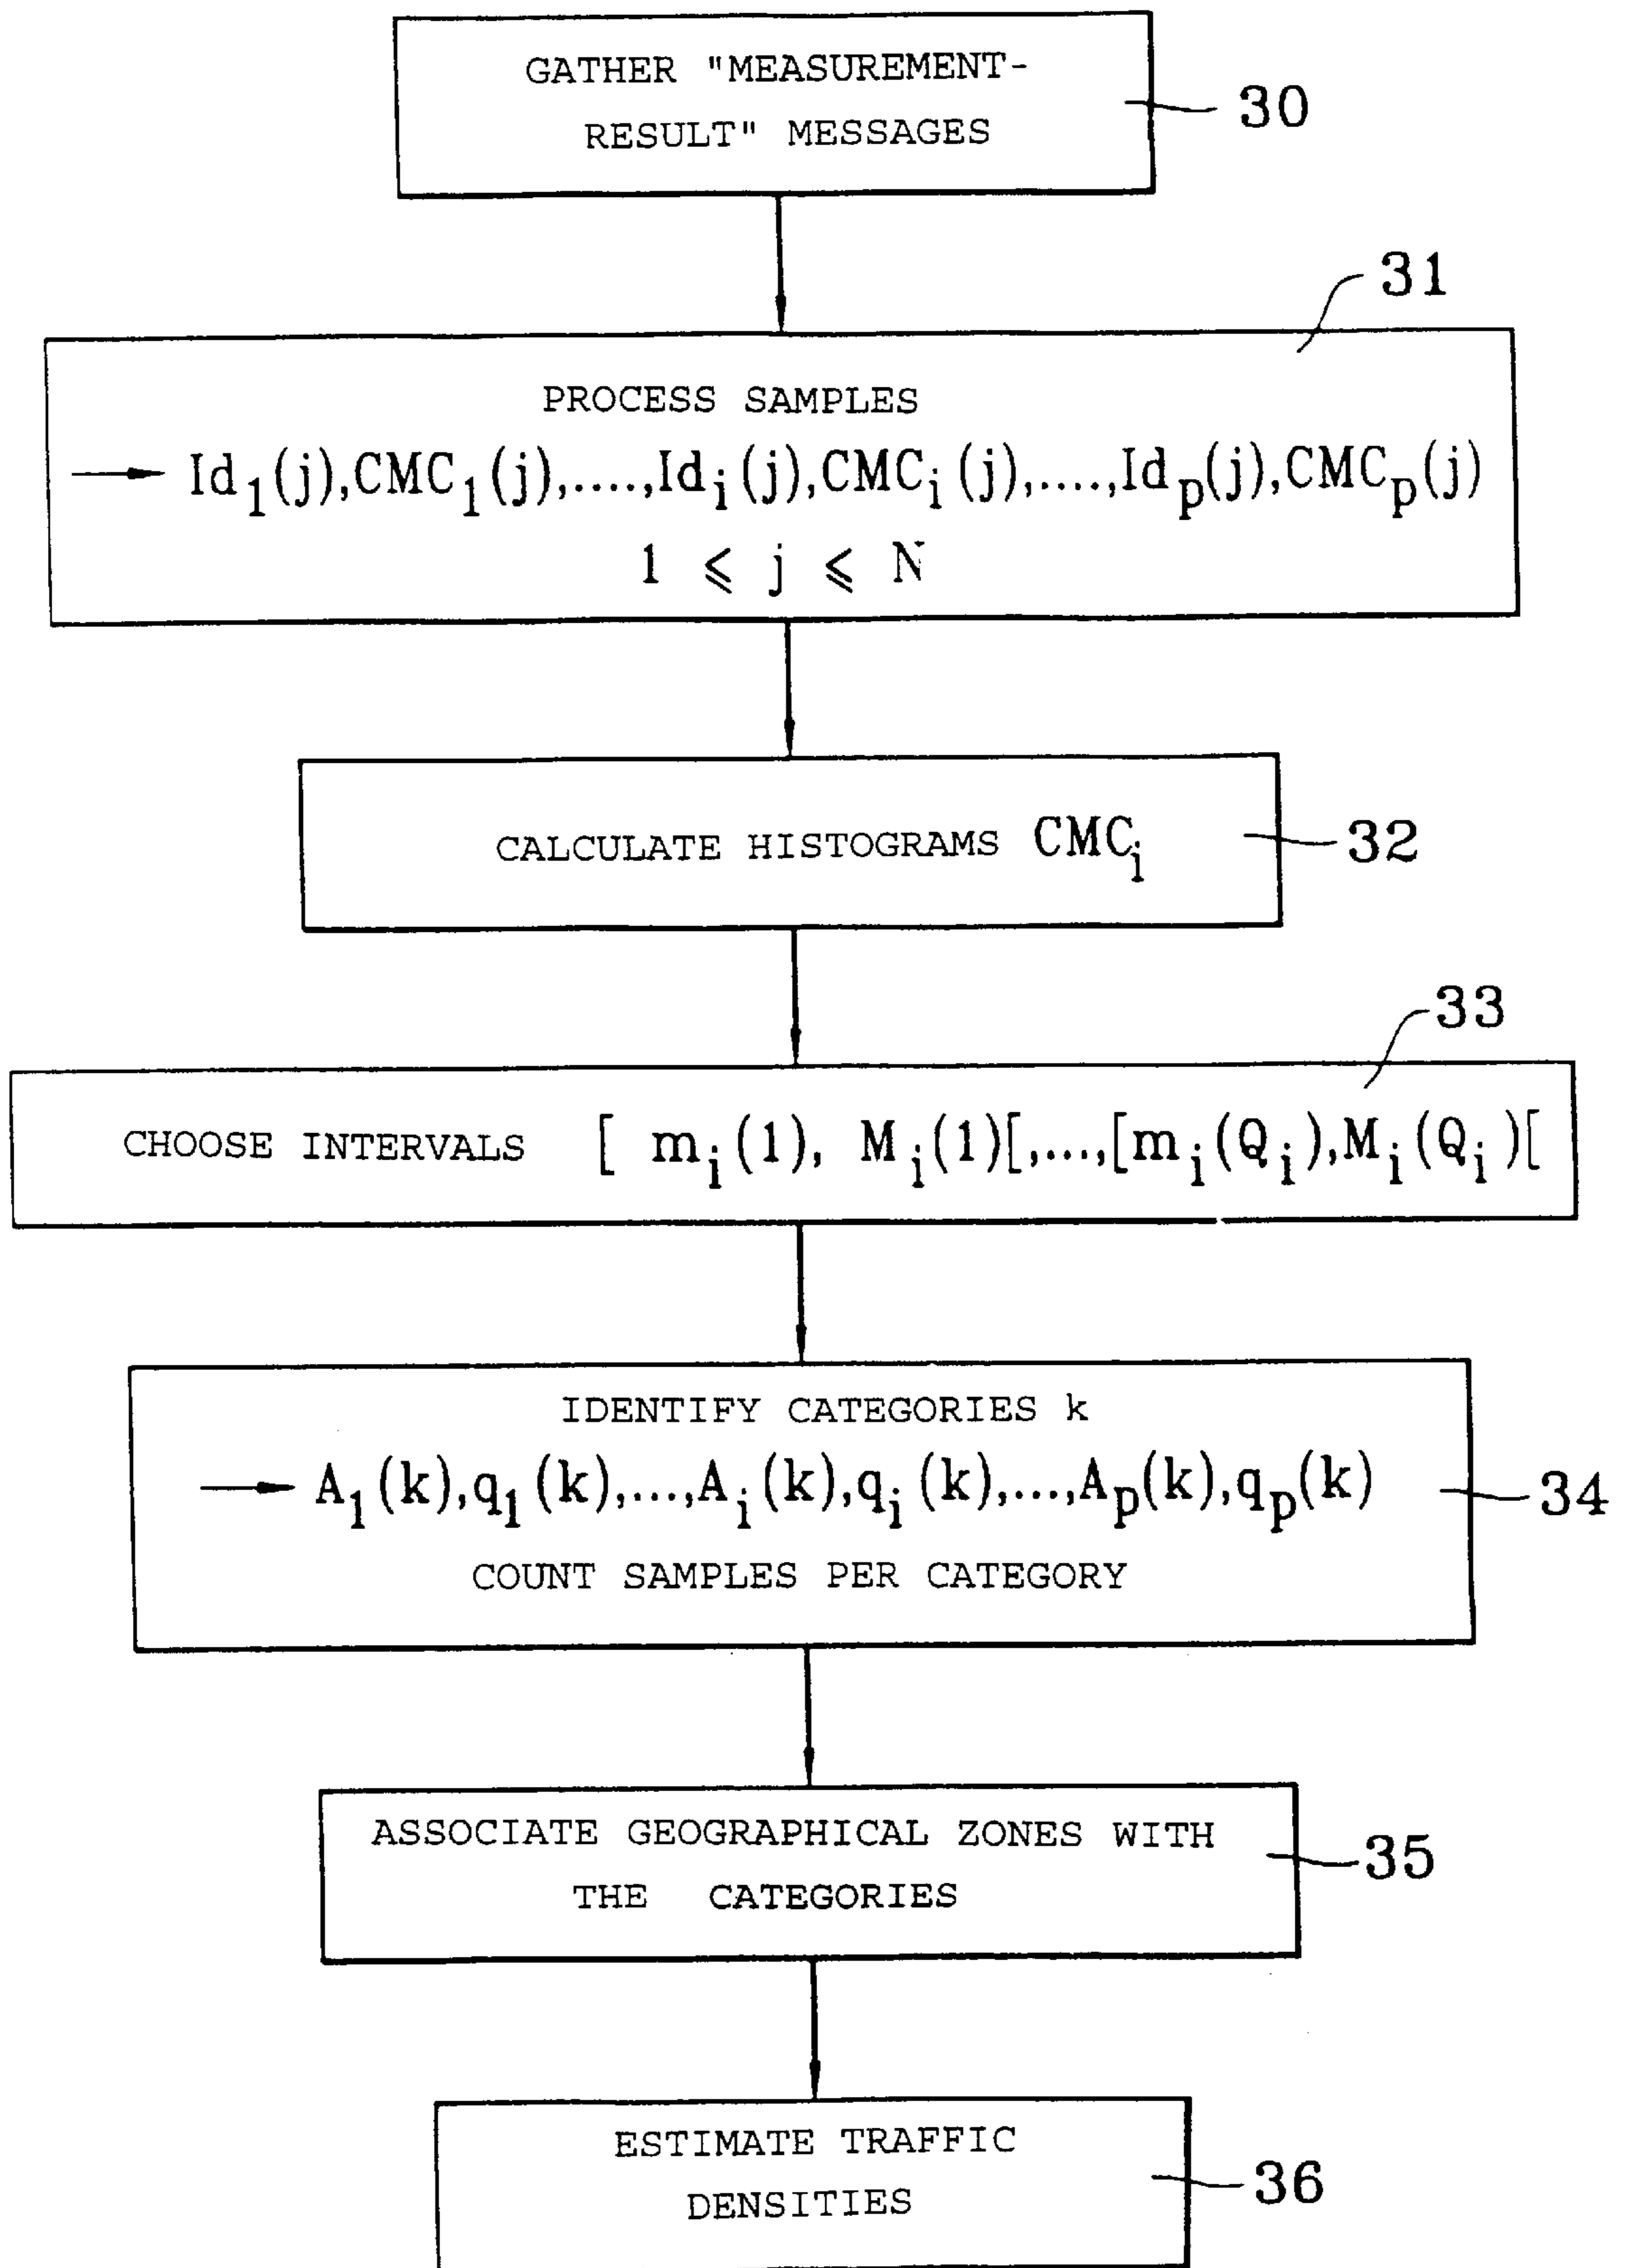 GATHER "MEASUREMENT-
RESULT" MESSAGES
30
31
PROCESS SAMPLES
→ Id₁(j),CMC₁(j),....,Idᵢ(j),CMCᵢ(j),....,Idₚ(j),CMCₚ(j)
1 ⩽ j ⩽ N
CALCULATE HISTOGRAMS CMCᵢ
32
33
CHOOSE INTERVALS [ mᵢ(1), Mᵢ(1)[,...,[mᵢ(Qᵢ),Mᵢ(Qᵢ)[
IDENTIFY CATEGORIES k
→ A₁(k),q₁(k),...,Aᵢ(k),qᵢ(k),...,Aₚ(k),qₚ(k)
34
COUNT SAMPLES PER CATEGORY
ASSOCIATE GEOGRAPHICAL ZONES WITH
THE CATEGORIES
35
ESTIMATE TRAFFIC
DENSITIES
36